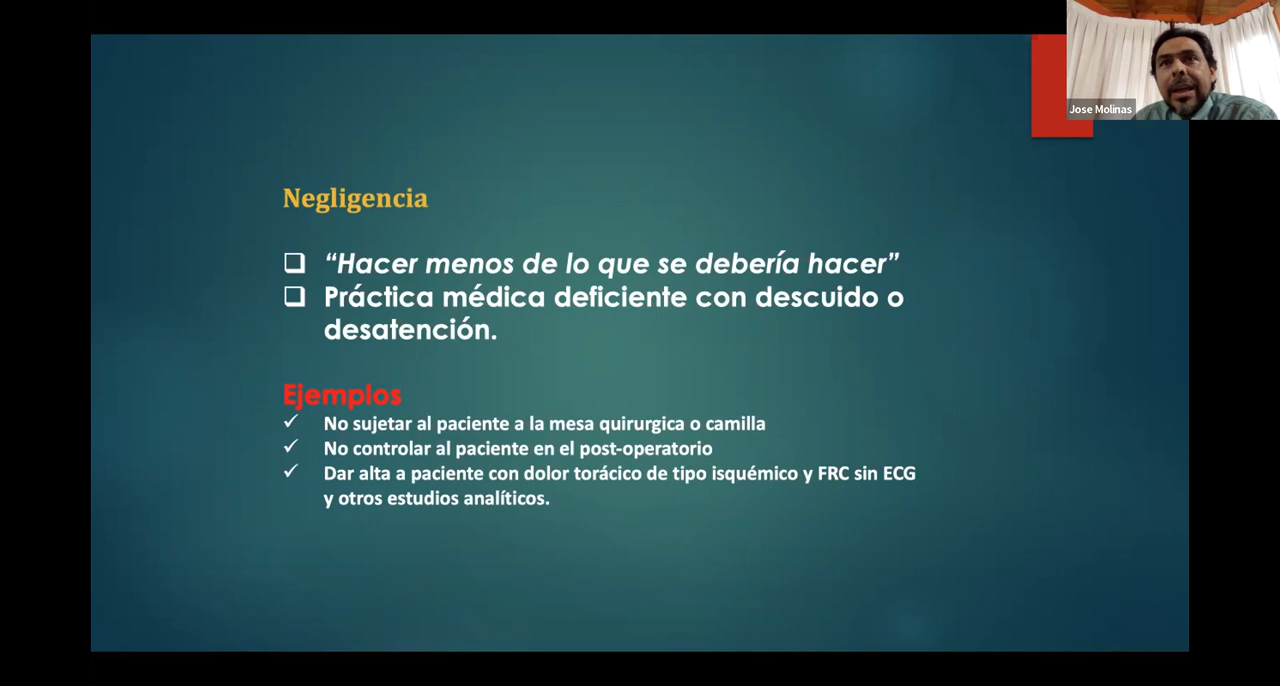 Jose Molinas
Negligencia
“Hacer menos de lo que se debería hacer”
Práctica médica deficiente con descuido o
desatención.
Ejemplos
No sujetar al paciente a la mesa quirurgica o camilla
No controlar al paciente en el post-operatorio
Dar alta a paciente con dolor torácico de tipo isquémico y FRC sin ECG
y otros estudios analíticos.